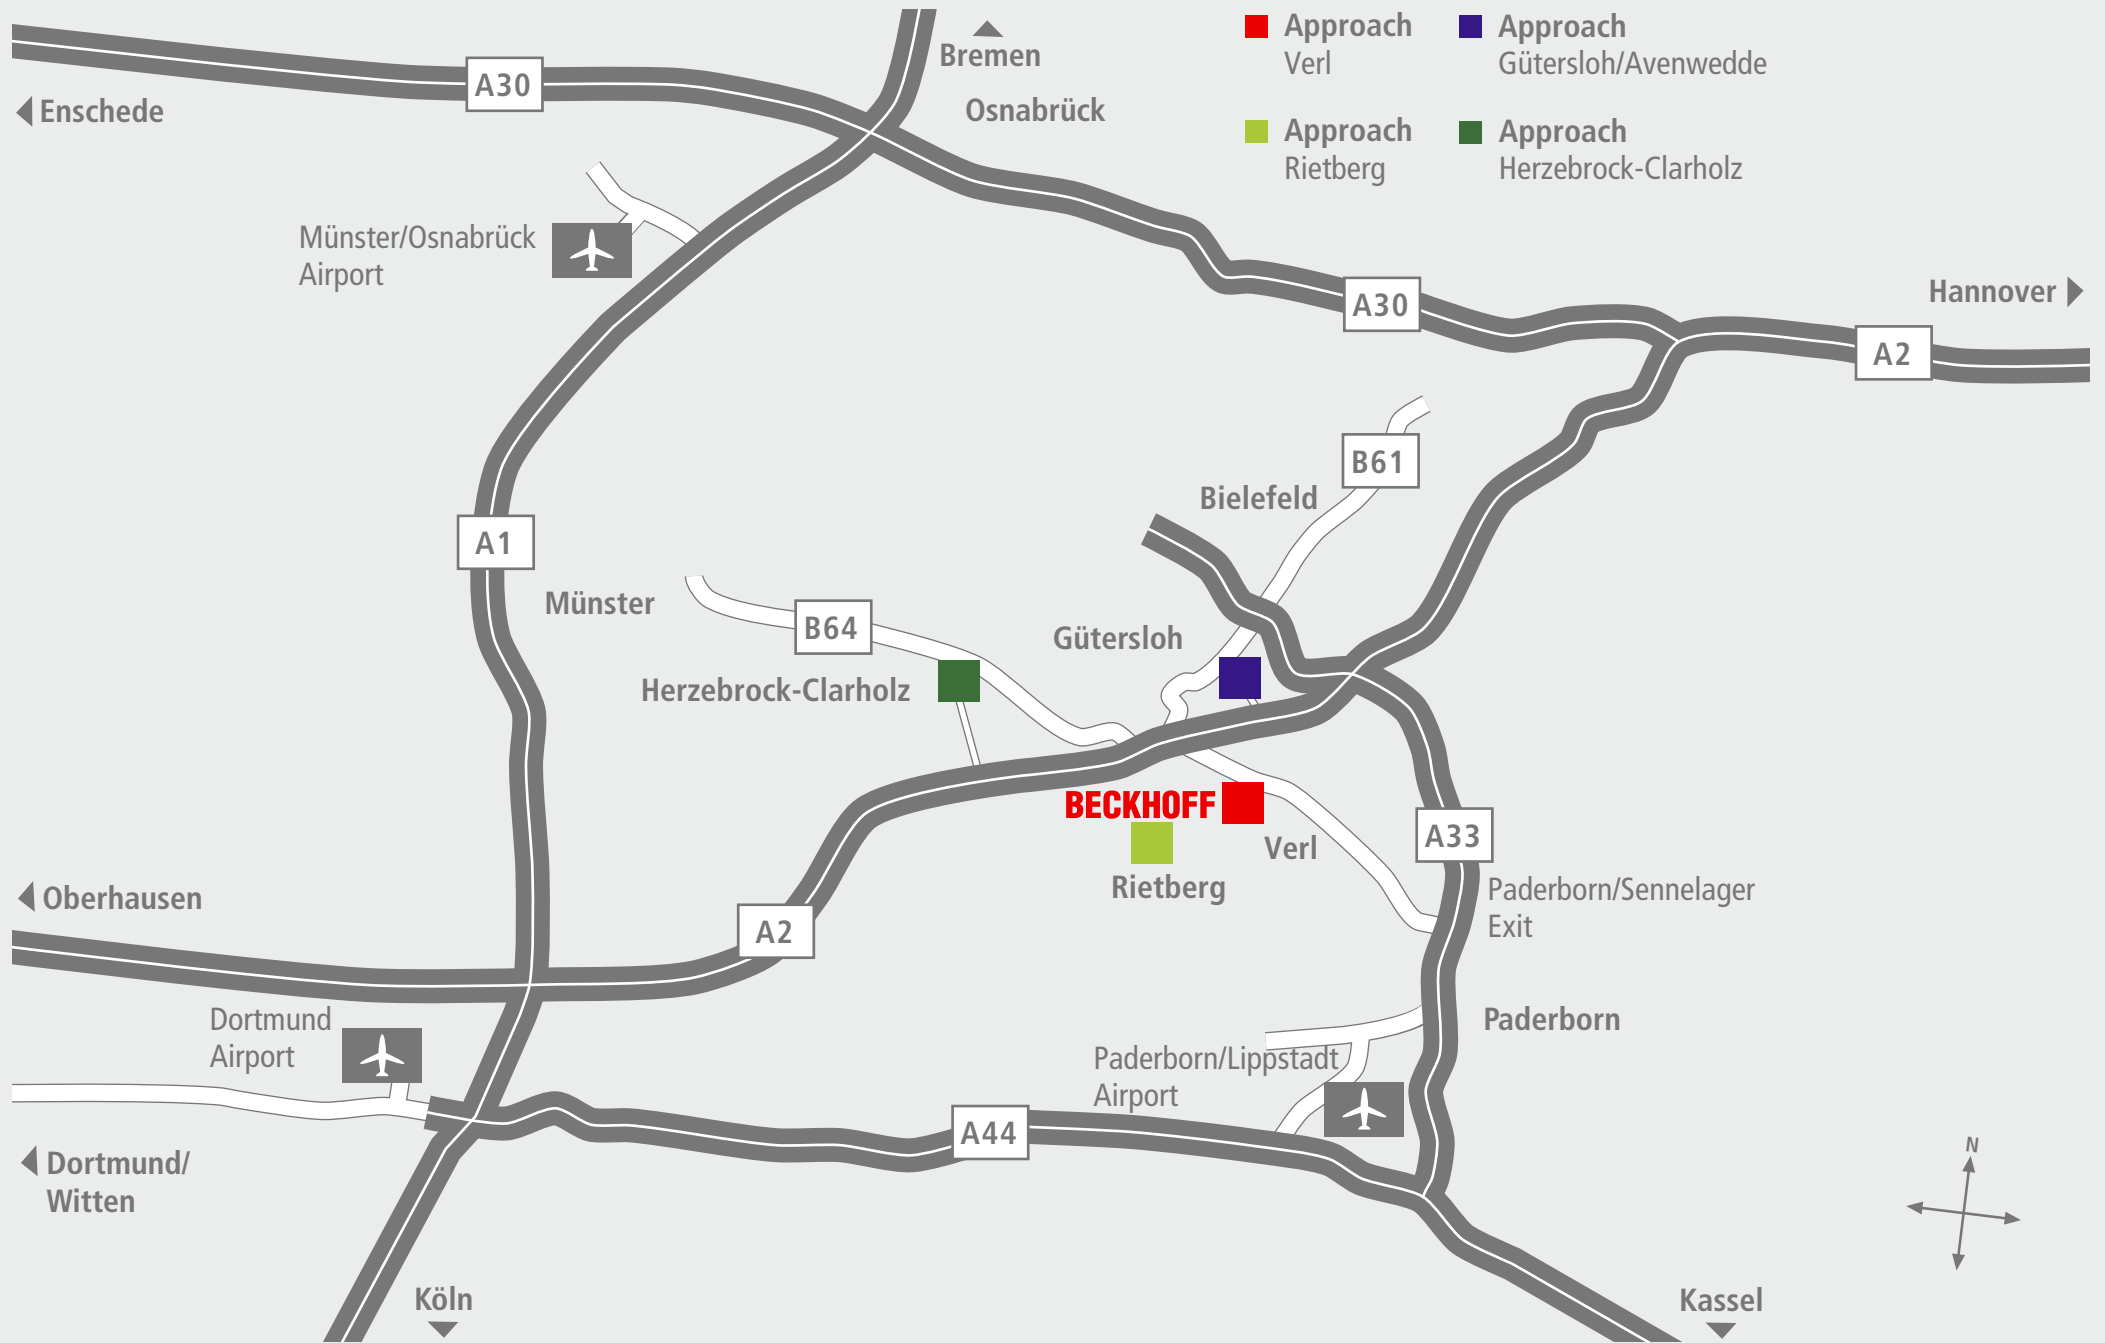 Bremen
Osnabrück
Approach
Verl
Approach
Gütersloh/Avenwedde
Approach
Rietberg
Approach
Herzebrock-Clarholz
A30
Enschede
Münster/Osnabrück
Airport
A30
Hannover
A2
B61
Bielefeld
A1
Münster
B64
Gütersloh
Herzebrock-Clarholz
BECKHOFF
Verl
Rietberg
A33
Paderborn/Sennelager
Exit
Oberhausen
A2
Dortmund
Airport
Paderborn
Paderborn/Lippstadt
Airport
A44
Dortmund/
Witten
N
Köln
Kassel